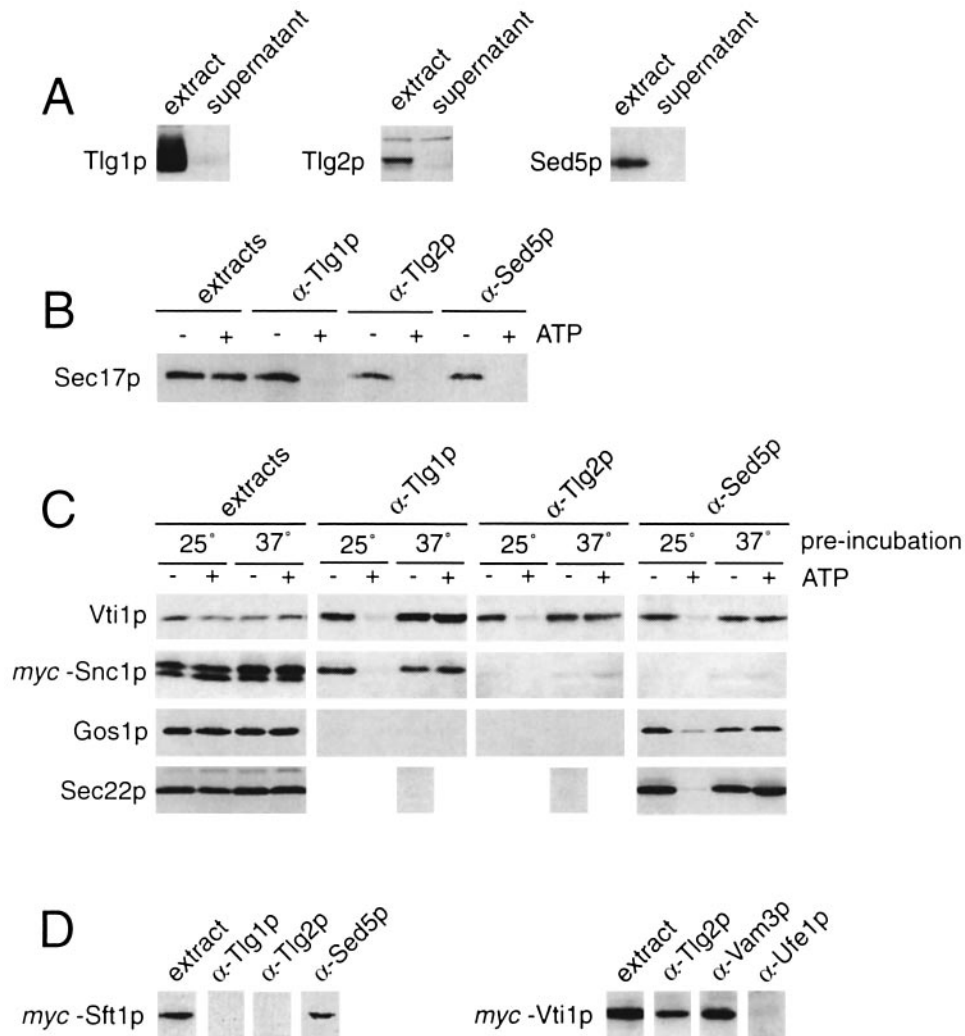 A
extract supernatant extract supernatant extract supernatant
Tlg1p Tlg2p Sed5p
B
extracts α-Tlg1p α-Tlg2p α-Sed5p
- + - + - + - + ATP
Sec17p
C
extracts α-Tlg1p α-Tlg2p α-Sed5p
25° 37° 25° 37° 25° 37° 25° 37° pre-incubation
- + - + - + - + - + - + - + - + ATP
Vti1p
myc -Snc1p
Gos1p
Sec22p
D
extract α-Tlg1p α-Tlg2p α-Sed5p extract α-Tlg2p α-Vam3p α-Ufe1p
myc -Sft1p myc -Vti1p